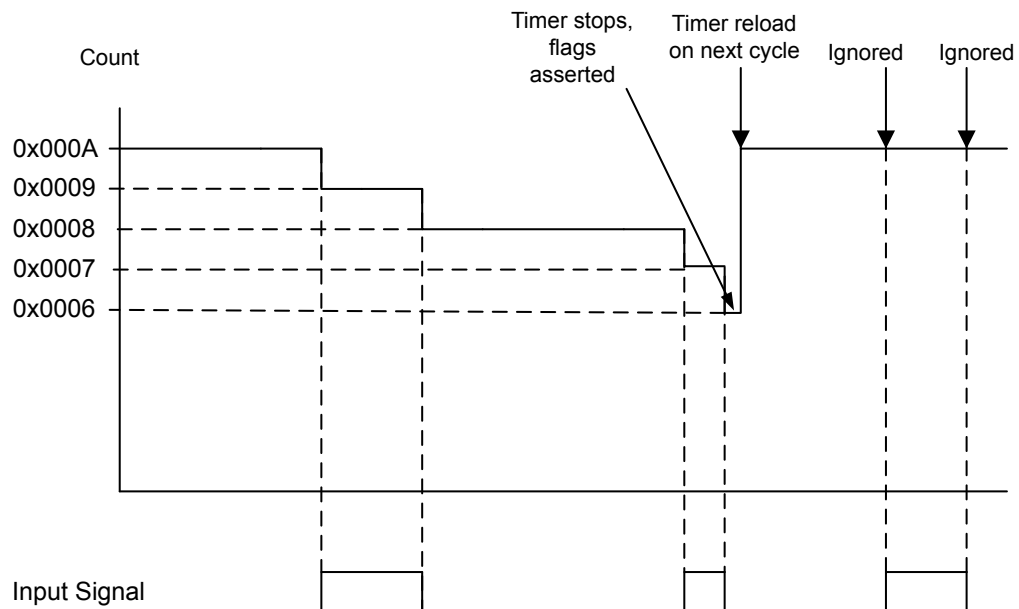 Timer stops,
flags
asserted
Timer reload
on next cycle
Ignored
Ignored
Count
0x000A
0x0009
0x0008
0x0007
0x0006
Input Signal